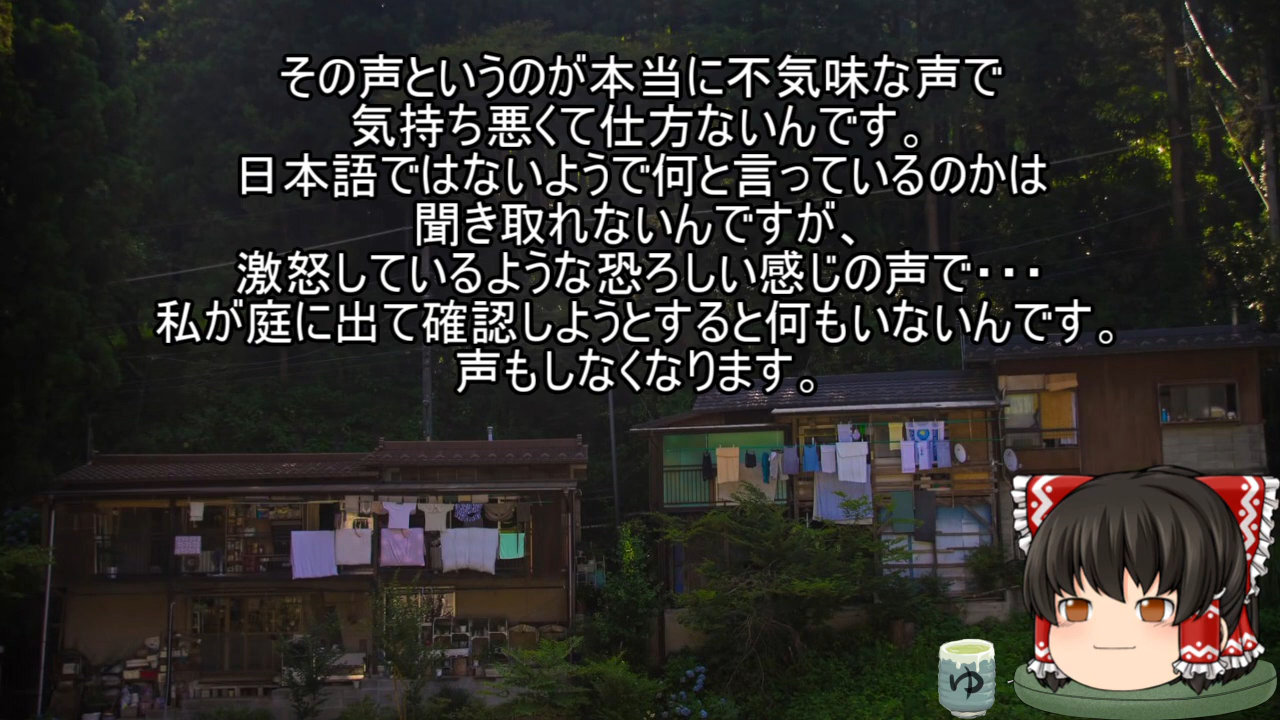 その声というのが本当に不気味な声で
気持ち悪くて仕方ないんです。
日本語ではないようで何と言っているのかは
聞き取れないんですが、
激怒しているような恐ろしい感じの声で・・・
私が庭に出て確認しようとすると何もいないんです。
声もしなくなります。
ゆ